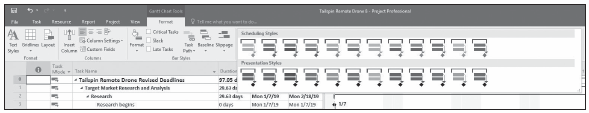 Gantt Chart Tools
Tailspin Remote Drone 5 - Project Professional
File Task Resource Report Project View Format Tell me what you want to do...
Text Styles
Gridlines
Layout
Insert Column
Column Settings
Custom Fields
Format
Critical Tasks
Slack
Late Tasks
Task Path
Baseline
Slippage
Format Columns Bar Styles
Scheduling Styles
Presentation Styles
Task Mode Task Name Duration
0 Tailspin Remote Drone Revised Deadlines 97.05 d
1 Target Market Research and Analysis 29.63 d
2 Research 29.63 days Mon 1/7/19 Mon 2/18/19
3 Research begins 0 days Mon 1/7/19 Mon 1/7/19 1/7